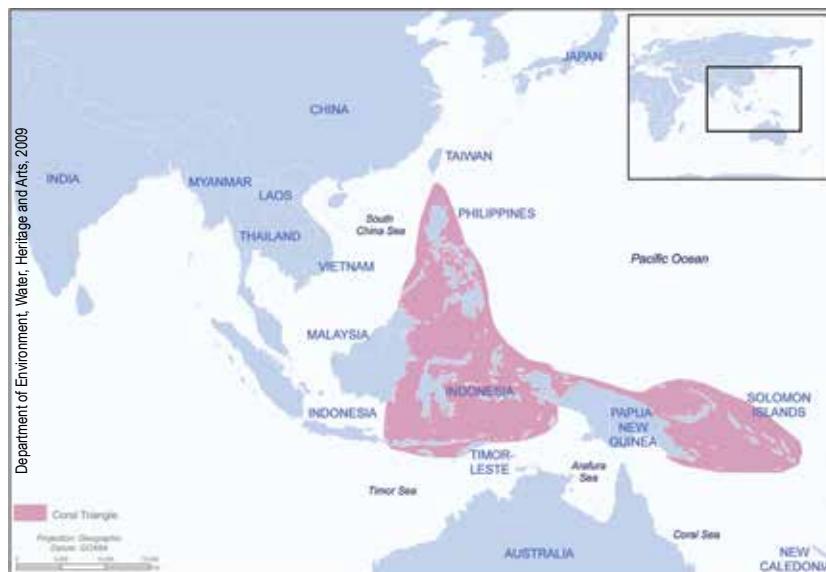 Department of Environment, Water, Heritage and Arts, 2009
JAPAN
CHINA
TAIWAN
INDIA
MYANMAR
LAOS
South
China Sea
PHILIPPINES
THAILAND
VIETNAM
Pacific Ocean
MALAYSIA
INDONESIA
INDONESIA
PAPUA
NEW
GUINEA
SOLOMON
ISLANDS
TIMOR-
LESTE
Arafura
Sea
Timor Sea
Coral Triangle
Projection: Geographic
Coral Sea
AUSTRALIA
NEW
CALEDONIA